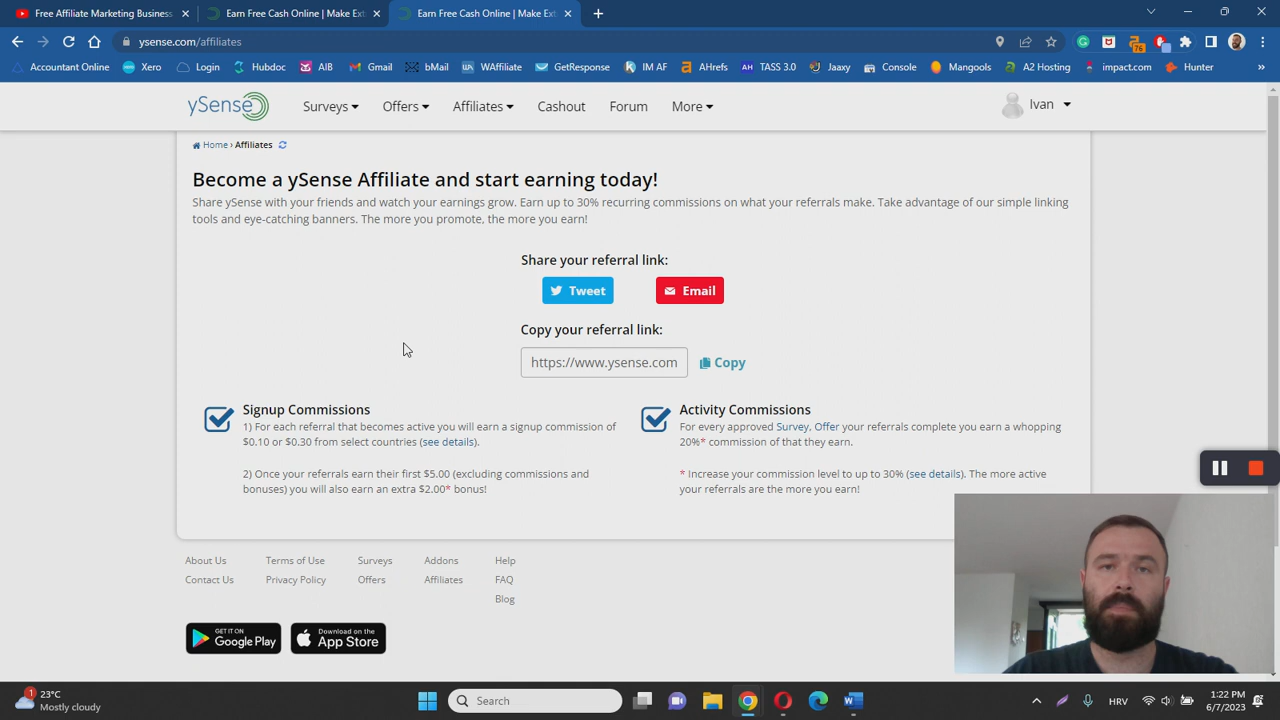 Free Affiliate Marketing Business
Earn Free Cash Online | Make Ext
Earn Free Cash Online | Make Ext
ysense.com/affiliates
76
Accountant Online
Xero
Login
Hubdoc
AIB
Gmail
bMail
WAffiliate
GetResponse
IM AF
AHrefs
TASS 3.0
Jaaxy
Console
Mangools
A2 Hosting
impact.com
Hunter
»
ySense
Surveys
Offers
Affiliates
Cashout
Forum
More
Ivan
Home › Affiliates
Become a ySense Affiliate and start earning today!
Share ySense with your friends and watch your earnings grow. Earn up to 30% recurring commissions on what your referrals make. Take advantage of our simple linking
tools and eye-catching banners. The more you promote, the more you earn!
Share your referral link:
Tweet
Email
Copy your referral link:
https://www.ysense.com
Copy
Signup Commissions
1) For each referral that becomes active you will earn a signup commission of
$0.10 or $0.30 from select countries (see details).
2) Once your referrals earn their first $5.00 (excluding commissions and
bonuses) you will also earn an extra $2.00* bonus!
Activity Commissions
For every approved Survey, Offer your referrals complete you earn a whopping
20%* commission of that they earn.
* Increase your commission level to up to 30% (see details). The more active
your referrals are the more you earn!
About Us
Terms of Use
Surveys
Addons
Help
Contact Us
Privacy Policy
Offers
Affiliates
FAQ
Blog
GET IT ON
Google Play
Download on the
App Store
1
23°C
Mostly cloudy
Search
HRV
1:22 PM
6/7/2023